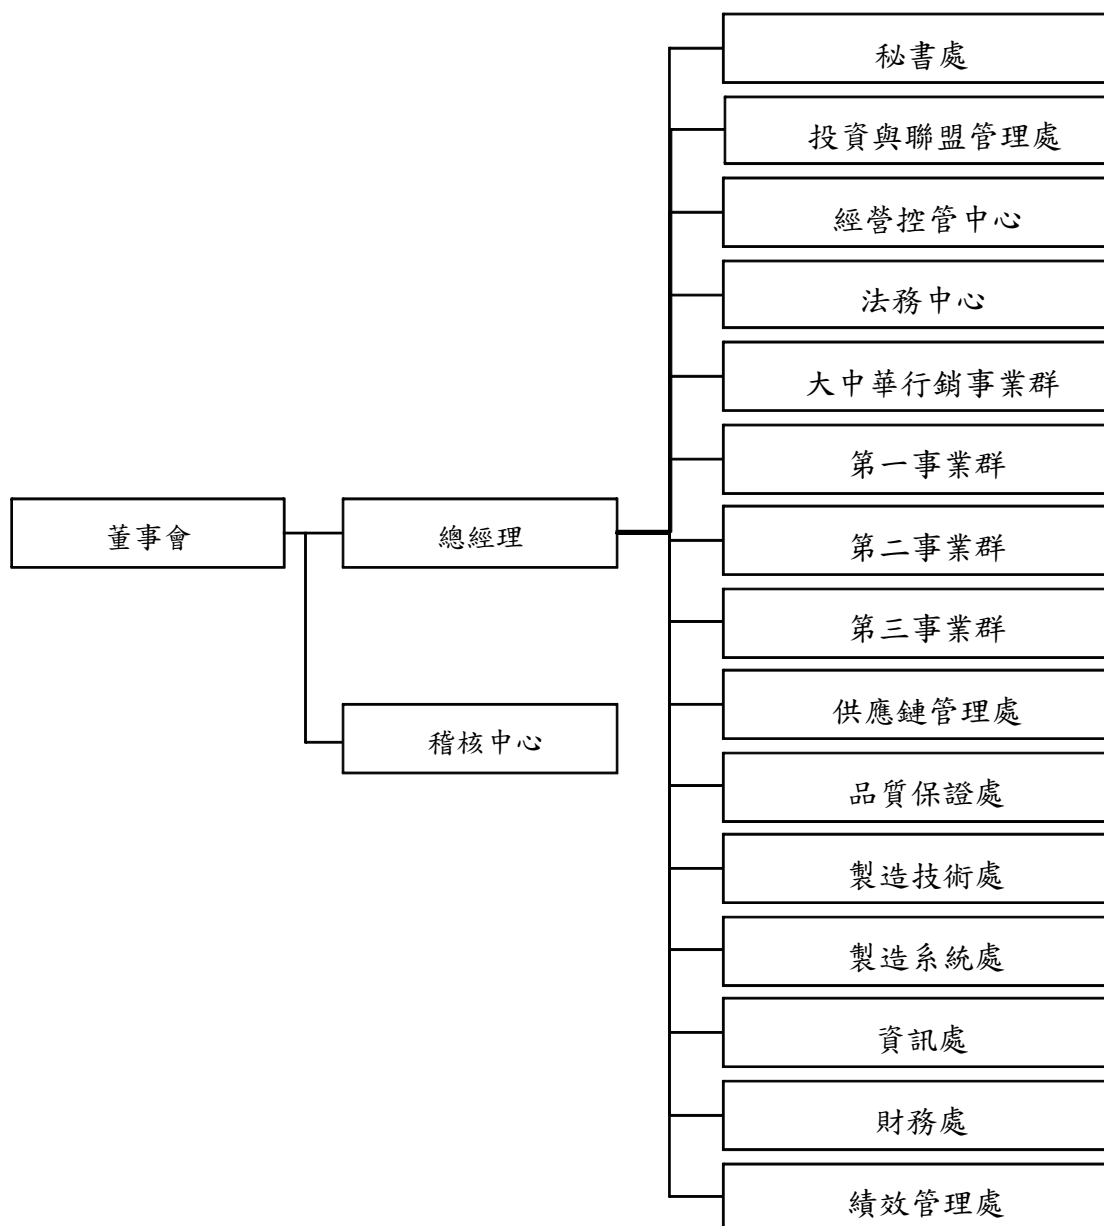 董事會
總經理
稽核中心
秘書處
投資與聯盟管理處
經營控管中心
法務中心
大中華行銷事業群
第一事業群
第二事業群
第三事業群
供應鏈管理處
品質保證處
製造技術處
製造系統處
資訊處
財務處
績效管理處